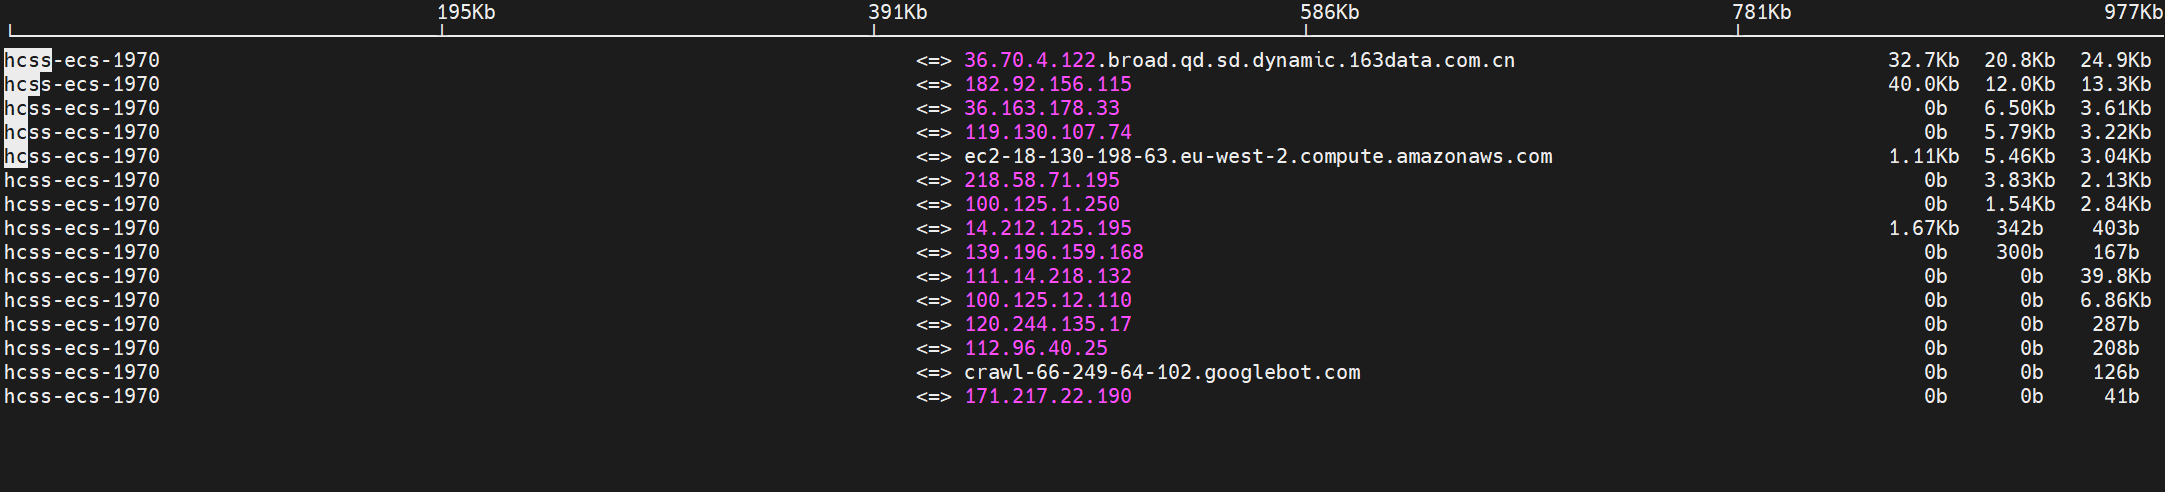 195Kb 391Kb 586Kb 781Kb 977Kb
hcss-ecs-1970 <=> 36.70.4.122.broad.qd.sd.dynamic.163data.com.cn 32.7Kb 20.8Kb 24.9Kb
hcss-ecs-1970 <=> 182.92.156.115 40.0Kb 12.0Kb 13.3Kb
hcss-ecs-1970 <=> 36.163.178.33 0b 6.50Kb 3.61Kb
hcss-ecs-1970 <=> 119.130.107.74 0b 5.79Kb 3.22Kb
hcss-ecs-1970 <=> ec2-18-130-198-63.eu-west-2.compute.amazonaws.com 1.11Kb 5.46Kb 3.04Kb
hcss-ecs-1970 <=> 218.58.71.195 0b 3.83Kb 2.13Kb
hcss-ecs-1970 <=> 100.125.1.250 0b 1.54Kb 2.84Kb
hcss-ecs-1970 <=> 14.212.125.195 1.67Kb 342b 403b
hcss-ecs-1970 <=> 139.196.159.168 0b 300b 167b
hcss-ecs-1970 <=> 111.14.218.132 0b 0b 39.8Kb
hcss-ecs-1970 <=> 100.125.12.110 0b 0b 6.86Kb
hcss-ecs-1970 <=> 120.244.135.17 0b 0b 287b
hcss-ecs-1970 <=> 112.96.40.25 0b 0b 208b
hcss-ecs-1970 <=> crawl-66-249-64-102.googlebot.com 0b 0b 126b
hcss-ecs-1970 <=> 171.217.22.190 0b 0b 41b